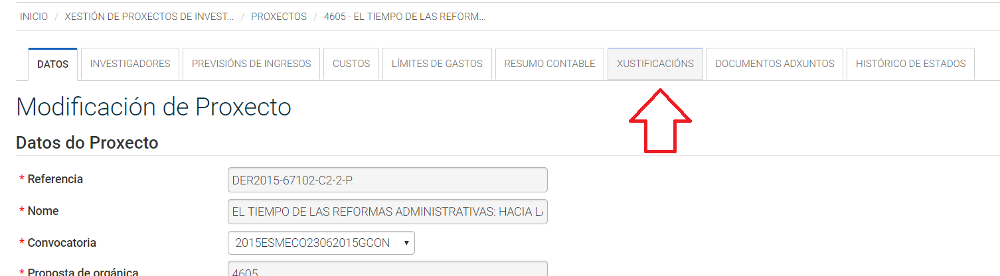 INICIO / XESTIÓN DE PROXECTOS DE INVEST... / PROXECTOS / 4605 - EL TIEMPO DE LAS REFORM...
DATOS INVESTIGADORES PREVISIÓNS DE INGRESOS CUSTOS LÍMITES DE GASTOS RESUMO CONTABLE XUSTIFICACIÓNS DOCUMENTOS ADXUNTOS HISTÓRICO DE ESTADOS
Modificación de Proxecto
Datos do Proxecto
* Referencia DER2015-67102-C2-2-P
* Nome EL TIEMPO DE LAS REFORMAS ADMINISTRATIVAS: HACIA LA
* Convocatoria 2015ESMECO23062015GCON
* Proposta de orgánica 4605